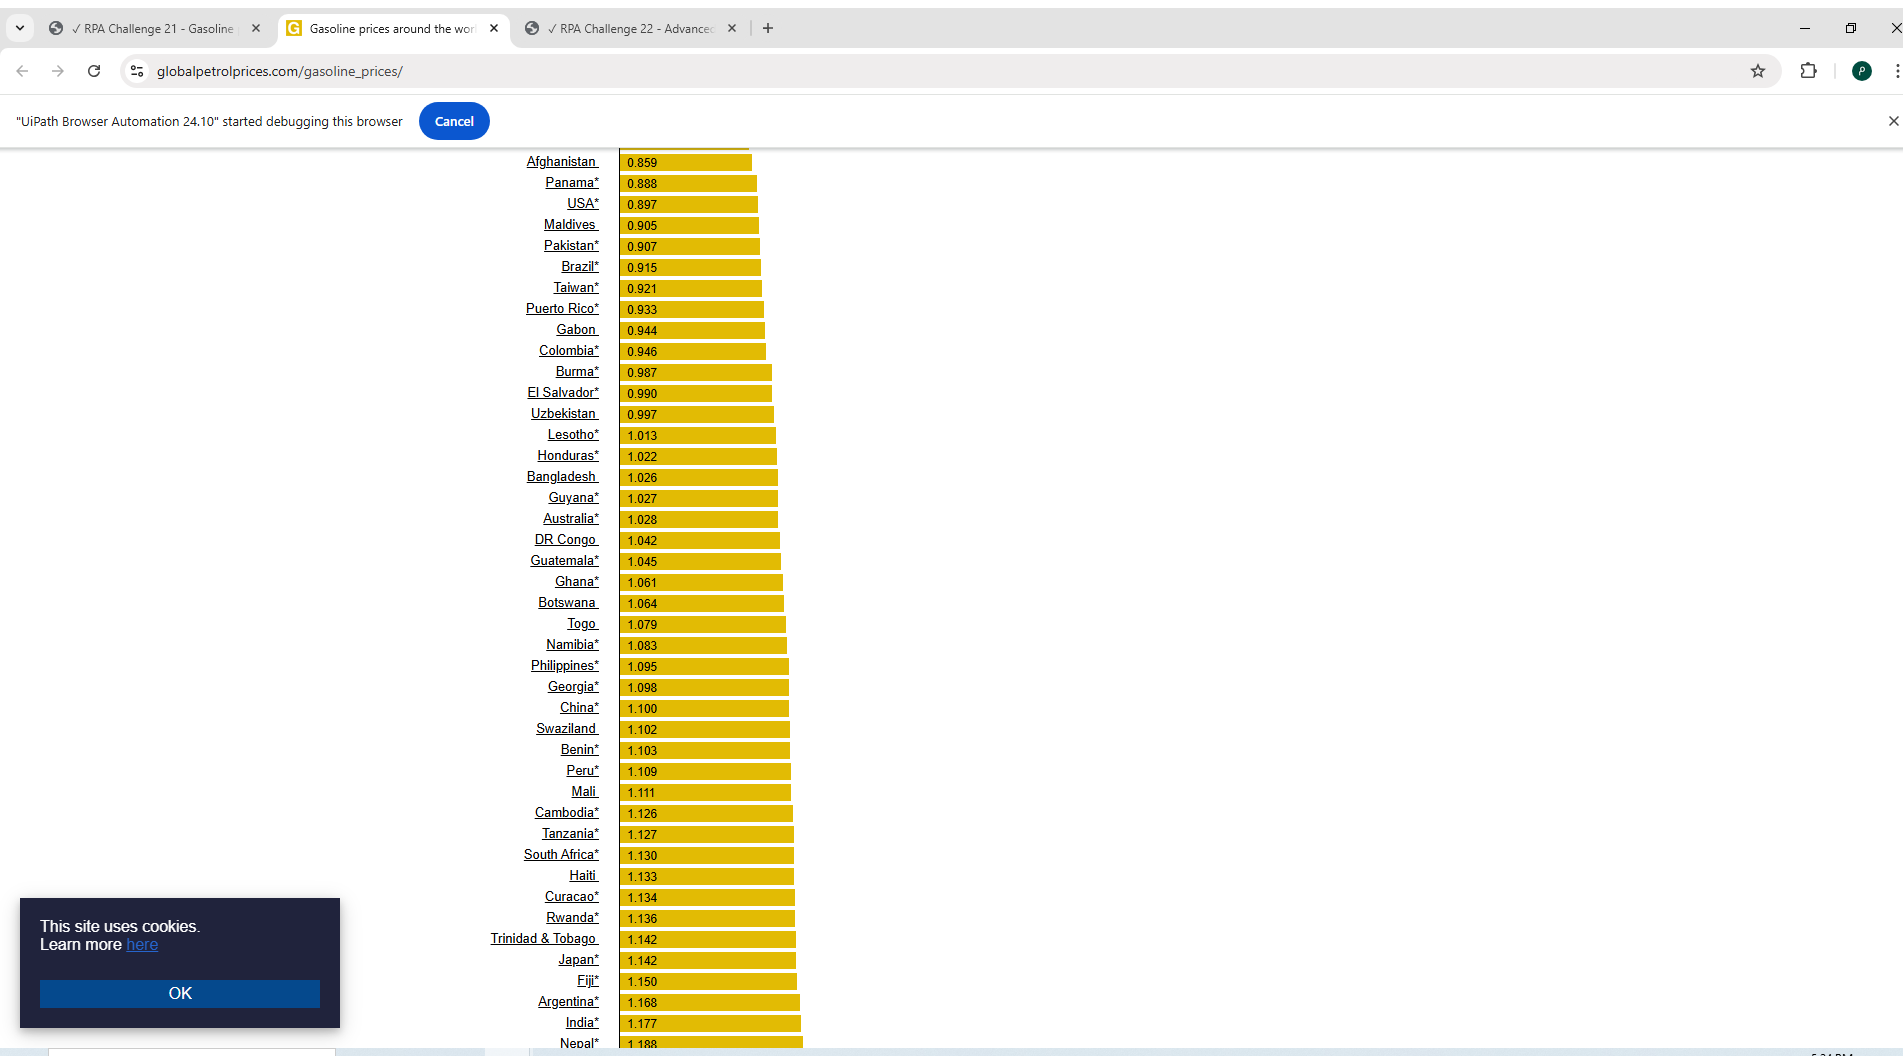 ✓ RPA Challenge 21 - Gasoline
Gasoline prices around the wor
✓ RPA Challenge 22 - Advanced
globalpetrolprices.com/gasoline_prices/
"UiPath Browser Automation 24.10" started debugging this browser
Cancel
Afghanistan 0.859
Panama* 0.888
USA* 0.897
Maldives 0.905
Pakistan* 0.907
Brazil* 0.915
Taiwan* 0.921
Puerto Rico* 0.933
Gabon 0.944
Colombia* 0.946
Burma* 0.987
El Salvador* 0.990
Uzbekistan 0.997
Lesotho* 1.013
Honduras* 1.022
Bangladesh 1.026
Guyana* 1.027
Australia* 1.028
DR Congo 1.042
Guatemala* 1.045
Ghana* 1.061
Botswana 1.064
Togo 1.079
Namibia* 1.083
Philippines* 1.095
Georgia* 1.098
China* 1.100
Swaziland 1.102
Benin* 1.103
Peru* 1.109
Mali 1.111
Cambodia* 1.126
Tanzania* 1.127
South Africa* 1.130
Haiti 1.133
Curacao* 1.134
Rwanda* 1.136
Trinidad & Tobago 1.142
Japan* 1.142
Fiji* 1.150
Argentina* 1.168
India* 1.177
Nepal* 1.188
This site uses cookies.
Learn more here
OK